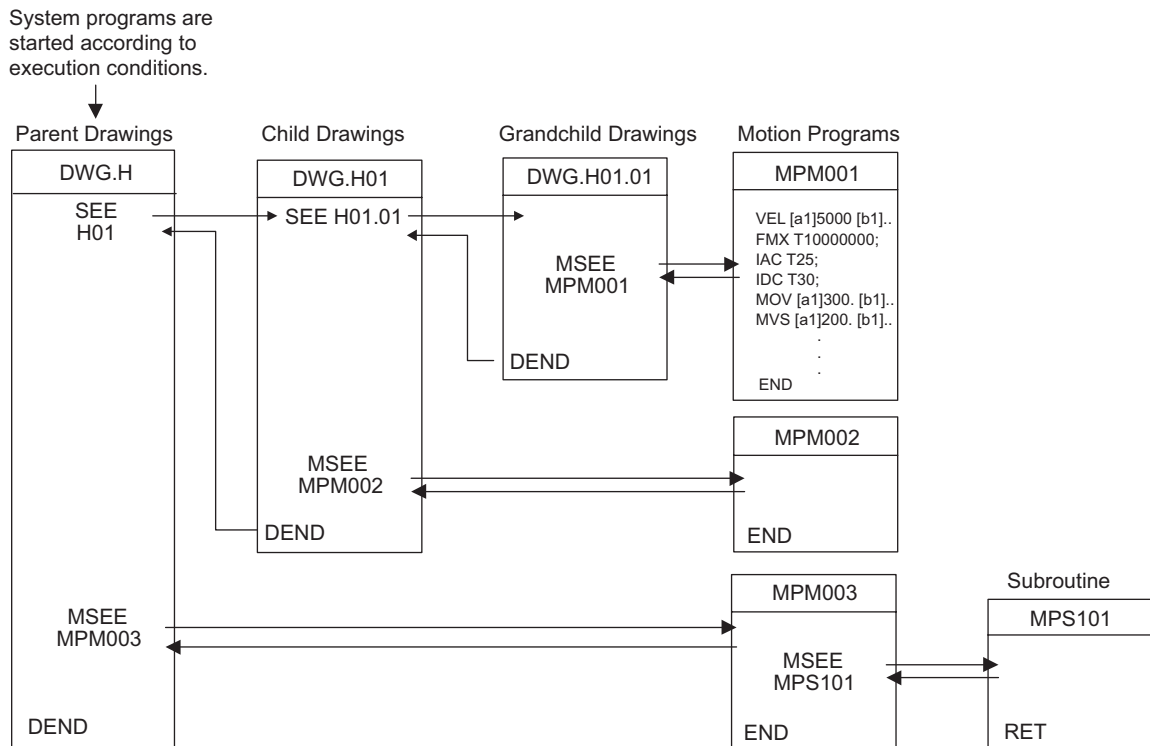 System programs are
started according to
execution conditions.
Parent Drawings
Child Drawings
Grandchild Drawings
Motion Programs
DWG.H
SEE
H01
MSEE
MPM003
DEND
DWG.H01
SEE H01.01
MSEE
MPM002
DEND
DWG.H01.01
MSEE
MPM001
DEND
MPM001
VEL [a1]5000 [b1]..
FMX T10000000;
IAC T25;
IDC T30;
MOV [a1]300. [b1]..
MVS [a1]200. [b1]..
.
.
.
END
MPM002
END
MPM003
MSEE
MPS101
END
Subroutine
MPS101
RET